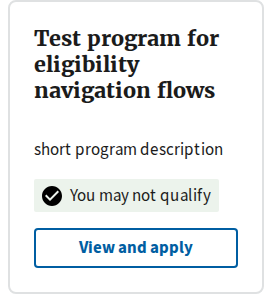 Test program for
eligibility
navigation flows
short program description
You may not qualify
View and apply